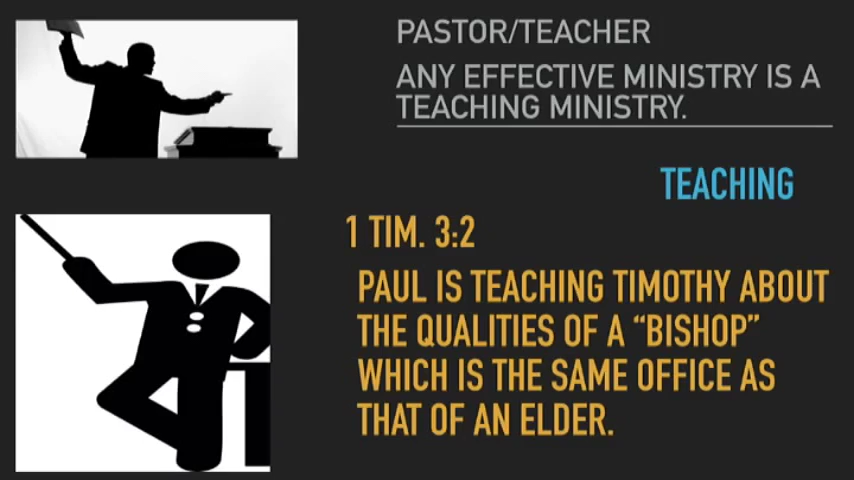 PASTOR/TEACHER
ANY EFFECTIVE MINISTRY IS A
TEACHING MINISTRY.
TEACHING
1 TIM. 3:2
PAUL IS TEACHING TIMOTHY ABOUT
THE QUALITIES OF A “BISHOP”
WHICH IS THE SAME OFFICE AS
THAT OF AN ELDER.